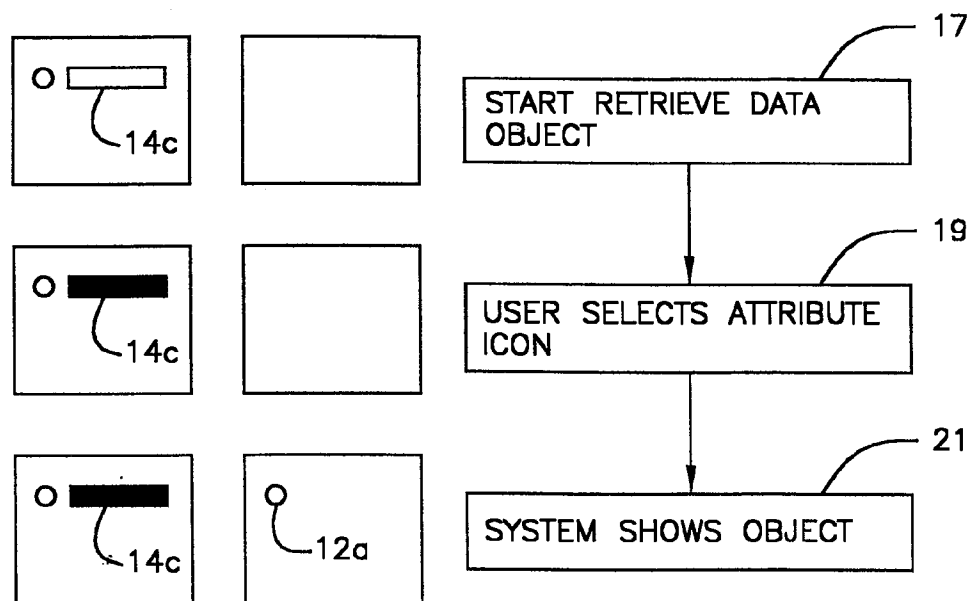 17
START RETRIEVE DATA
OBJECT
14c
19
USER SELECTS ATTRIBUTE
ICON
14c
21
SYSTEM SHOWS OBJECT
14c
12a